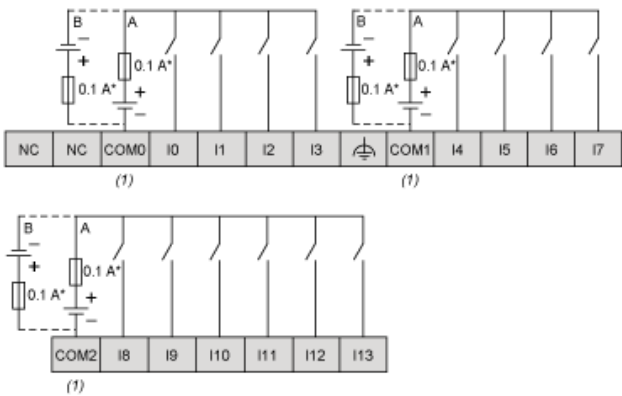 B A B A
− −
+ 0.1 A* + 0.1 A*
0.1 A* + 0.1 A* +
− −
NC NC COM0 I0 I1 I2 I3 ⏚ COM1 I4 I5 I6 I7
(1) (1)
B A
−
+ 0.1 A*
0.1 A* +
−
COM2 I8 I9 I10 I11 I12 I13
(1)